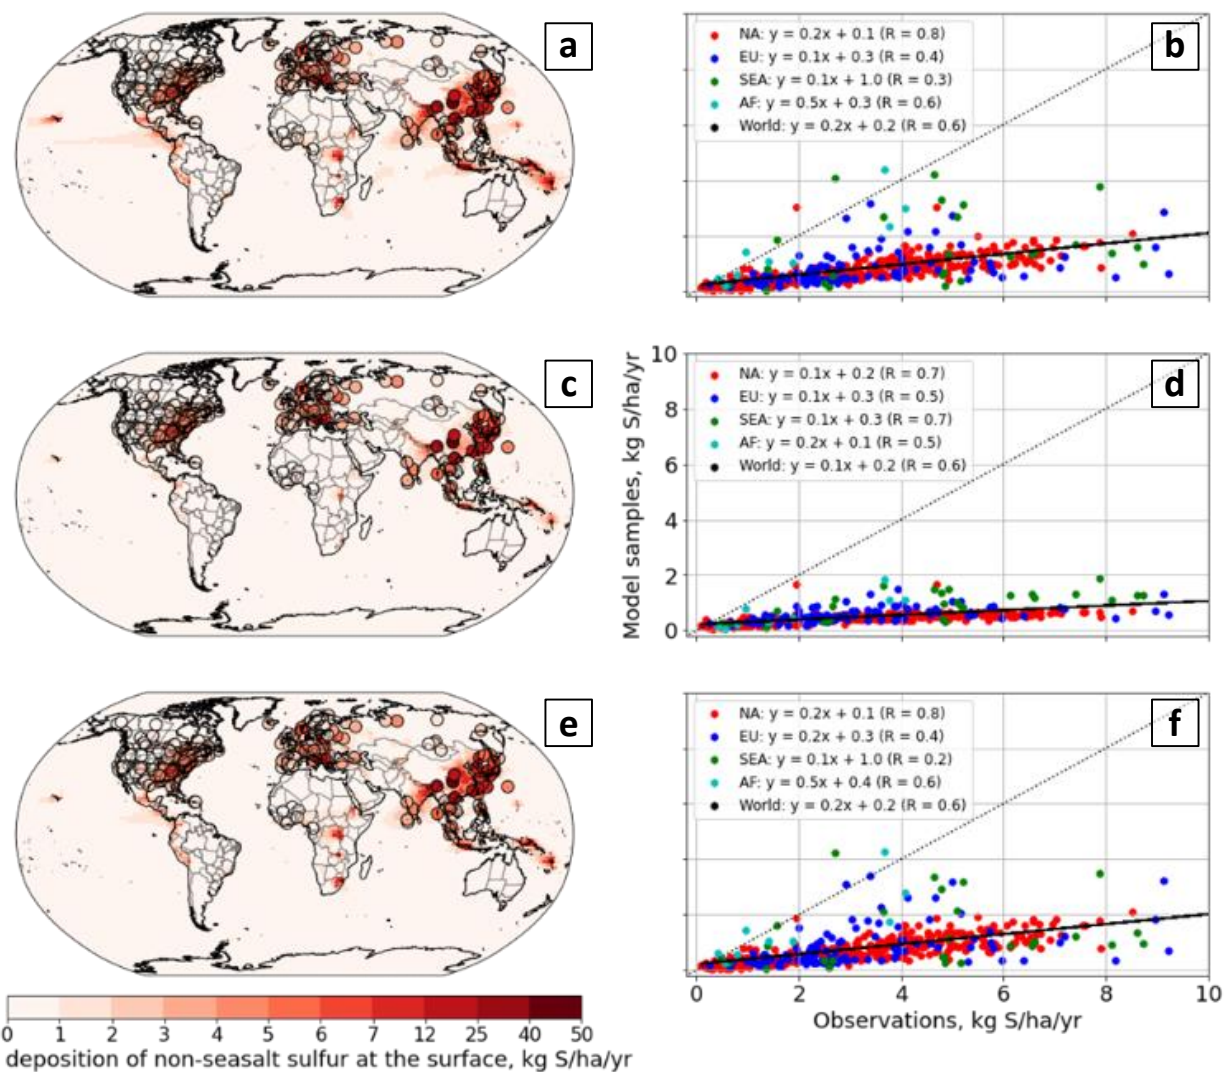 a
b
NA: y = 0.2x + 0.1 (R = 0.8)
EU: y = 0.1x + 0.3 (R = 0.4)
SEA: y = 0.1x + 1.0 (R = 0.3)
AF: y = 0.5x + 0.3 (R = 0.6)
World: y = 0.2x + 0.2 (R = 0.6)
c
d
NA: y = 0.1x + 0.2 (R = 0.7)
EU: y = 0.1x + 0.3 (R = 0.5)
SEA: y = 0.1x + 0.3 (R = 0.7)
AF: y = 0.2x + 0.1 (R = 0.5)
World: y = 0.1x + 0.2 (R = 0.6)
10
8
6
4
2
0
Model samples, kg S/ha/yr
e
f
NA: y = 0.2x + 0.1 (R = 0.8)
EU: y = 0.2x + 0.3 (R = 0.4)
SEA: y = 0.1x + 1.0 (R = 0.2)
AF: y = 0.5x + 0.4 (R = 0.6)
World: y = 0.2x + 0.2 (R = 0.6)
0 2 4 6 8 10
Observations, kg S/ha/yr
0 1 2 3 4 5 6 7 12 25 40 50
deposition of non-seasalt sulfur at the surface, kg S/ha/yr